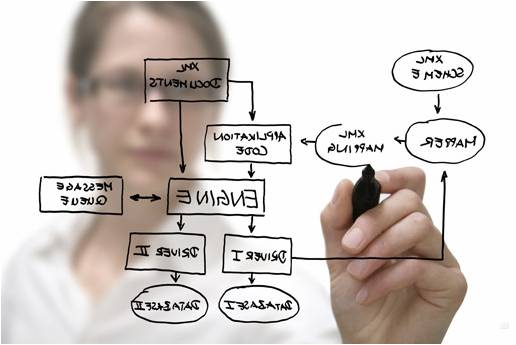 XML
DOCUMENTS
XML
SCHEME
APPLIKATION
CODE
XML
MAPPING
MAPPER
MESSAGE
QUEUE
ENGINE
DRIVER II
DRIVER I
DATABASE II
DATABASE I